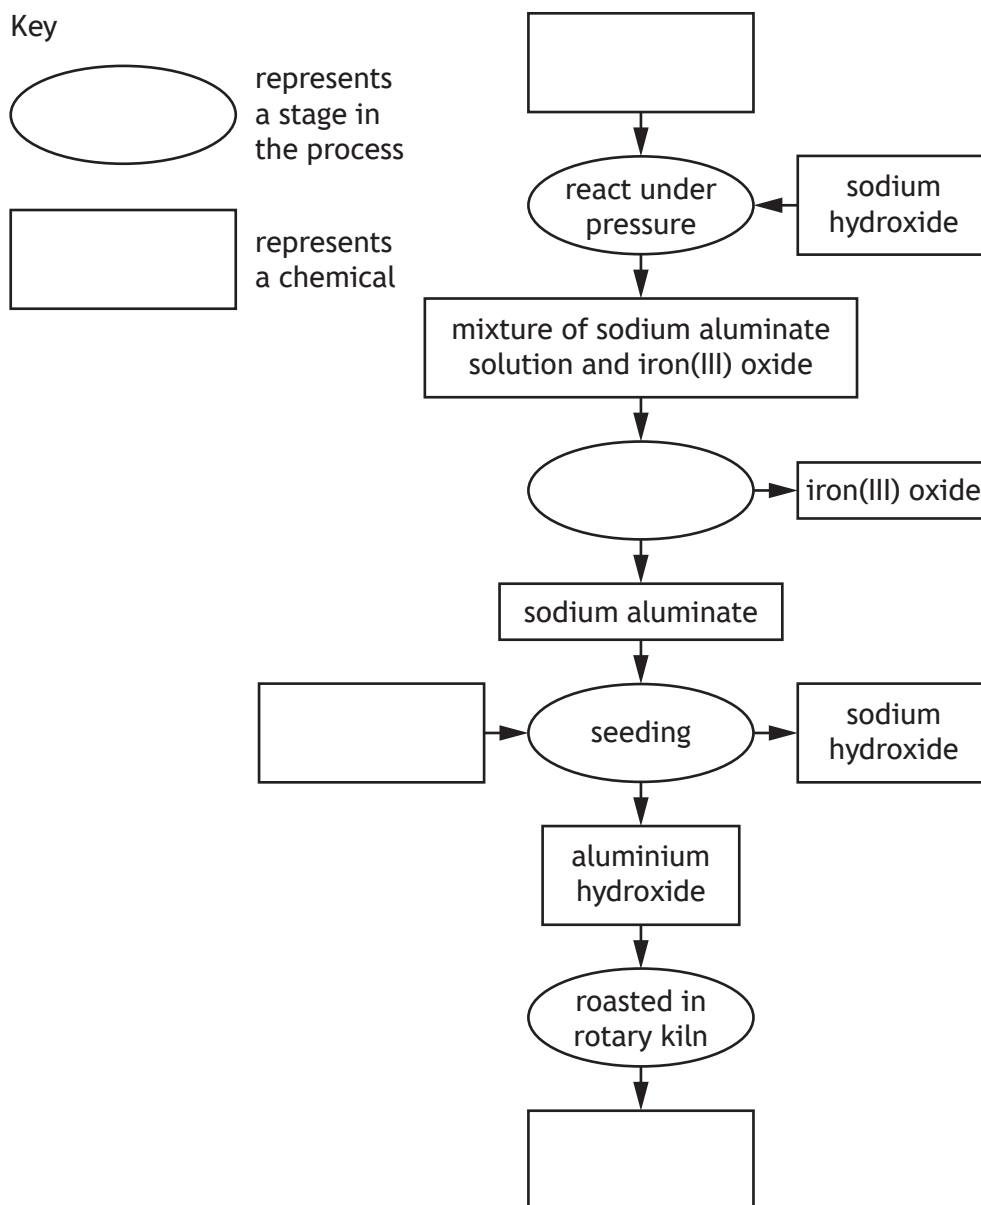 Key
represents
a stage in
the process
represents
a chemical
react under
pressure
sodium
hydroxide
mixture of sodium aluminate
solution and iron(III) oxide
iron(III) oxide
sodium aluminate
seeding
sodium
hydroxide
aluminium
hydroxide
roasted in
rotary kiln